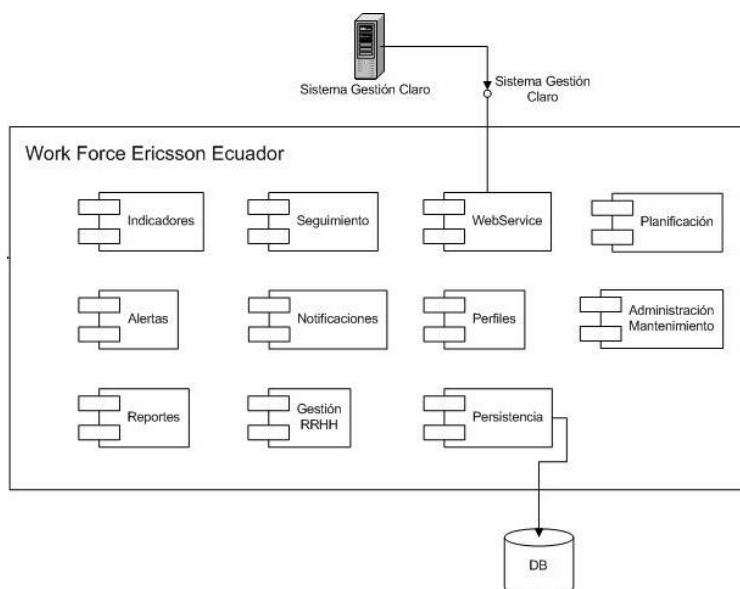 Sistema Gestión Claro
Sistema Gestión
Claro
Work Force Ericsson Ecuador
Indicadores
Seguimiento
WebService
Planificación
Alertas
Notificaciones
Perfiles
Administración
Mantenimiento
Reportes
Gestión
RRHH
Persistencia
DB